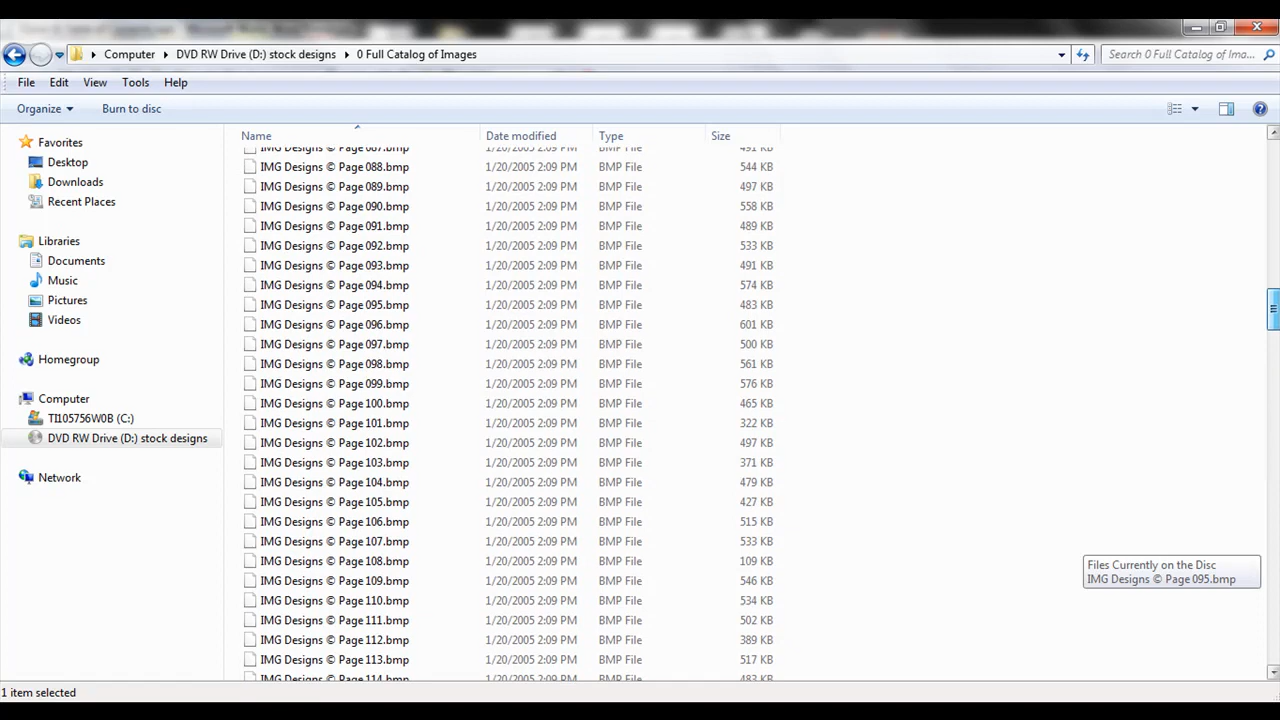 Computer DVD RW Drive (D:) stock designs 0 Full Catalog of Images Search 0 Full Catalog of Ima...
File Edit View Tools Help
Organize Burn to disc
Name Date modified Type Size
Favorites
Desktop
Downloads
Recent Places
Libraries
Documents
Music
Pictures
Videos
Homegroup
Computer
TI105756W0B (C:)
DVD RW Drive (D:) stock designs
Network
IMG Designs © Page 087.bmp 1/20/2005 2:09 PM BMP File 491 KB
IMG Designs © Page 088.bmp 1/20/2005 2:09 PM BMP File 544 KB
IMG Designs © Page 089.bmp 1/20/2005 2:09 PM BMP File 497 KB
IMG Designs © Page 090.bmp 1/20/2005 2:09 PM BMP File 558 KB
IMG Designs © Page 091.bmp 1/20/2005 2:09 PM BMP File 489 KB
IMG Designs © Page 092.bmp 1/20/2005 2:09 PM BMP File 533 KB
IMG Designs © Page 093.bmp 1/20/2005 2:09 PM BMP File 491 KB
IMG Designs © Page 094.bmp 1/20/2005 2:09 PM BMP File 574 KB
IMG Designs © Page 095.bmp 1/20/2005 2:09 PM BMP File 483 KB
IMG Designs © Page 096.bmp 1/20/2005 2:09 PM BMP File 601 KB
IMG Designs © Page 097.bmp 1/20/2005 2:09 PM BMP File 500 KB
IMG Designs © Page 098.bmp 1/20/2005 2:09 PM BMP File 561 KB
IMG Designs © Page 099.bmp 1/20/2005 2:09 PM BMP File 576 KB
IMG Designs © Page 100.bmp 1/20/2005 2:09 PM BMP File 465 KB
IMG Designs © Page 101.bmp 1/20/2005 2:09 PM BMP File 322 KB
IMG Designs © Page 102.bmp 1/20/2005 2:09 PM BMP File 497 KB
IMG Designs © Page 103.bmp 1/20/2005 2:09 PM BMP File 371 KB
IMG Designs © Page 104.bmp 1/20/2005 2:09 PM BMP File 479 KB
IMG Designs © Page 105.bmp 1/20/2005 2:09 PM BMP File 427 KB
IMG Designs © Page 106.bmp 1/20/2005 2:09 PM BMP File 515 KB
IMG Designs © Page 107.bmp 1/20/2005 2:09 PM BMP File 533 KB
IMG Designs © Page 108.bmp 1/20/2005 2:09 PM BMP File 109 KB
IMG Designs © Page 109.bmp 1/20/2005 2:09 PM BMP File 546 KB
IMG Designs © Page 110.bmp 1/20/2005 2:09 PM BMP File 534 KB
IMG Designs © Page 111.bmp 1/20/2005 2:09 PM BMP File 502 KB
IMG Designs © Page 112.bmp 1/20/2005 2:09 PM BMP File 389 KB
IMG Designs © Page 113.bmp 1/20/2005 2:09 PM BMP File 517 KB
IMG Designs © Page 114.bmp 1/20/2005 2:09 PM BMP File 483 KB
Files Currently on the Disc
IMG Designs © Page 095.bmp
1 item selected